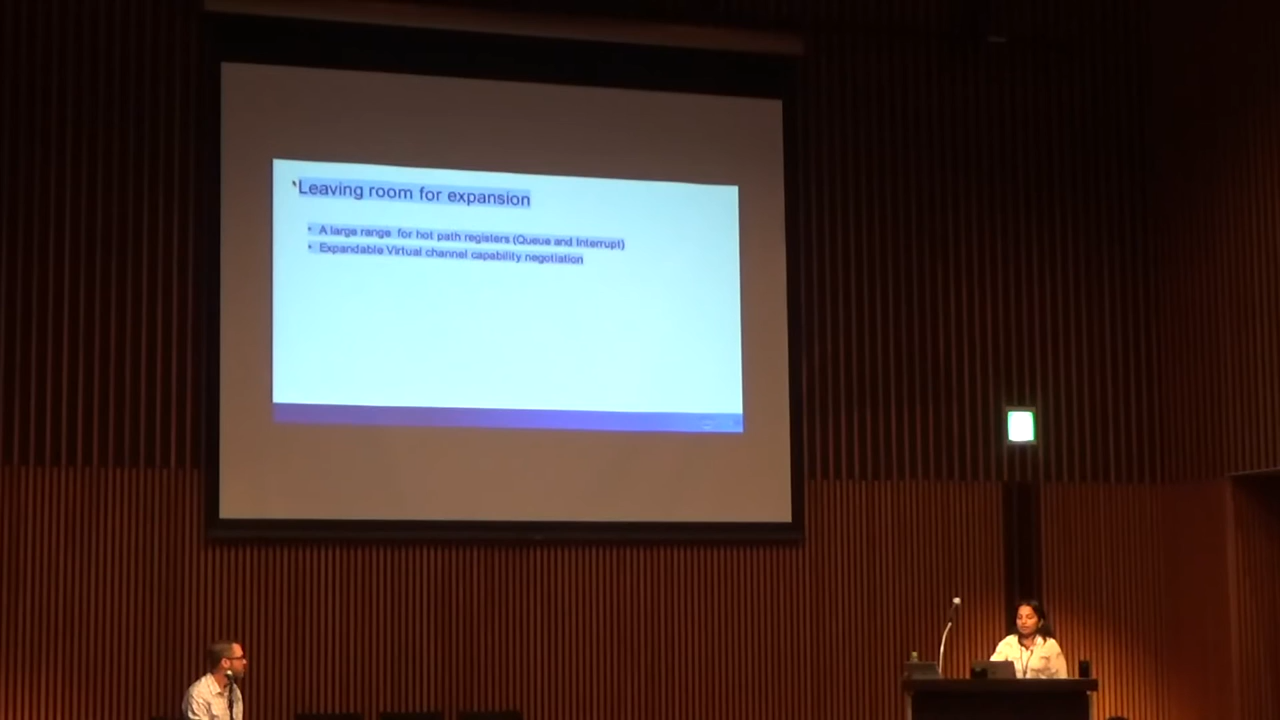 Leaving room for expansion
• A large range for hot path registers (Queue and Interrupt)
• Expandable Virtual channel capability negotiation